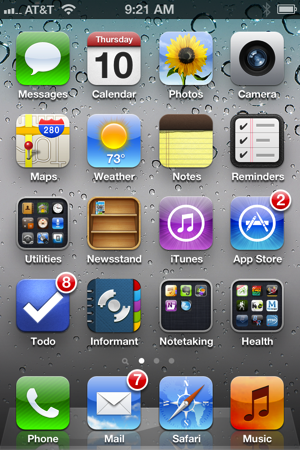 AT&T 9:21 AM
Thursday
10
Messages Calendar Photos Camera
280
73°
Maps Weather Notes Reminders
2
Utilities Newsstand iTunes App Store
8
Todo Informant Notetaking Health
7
Phone Mail Safari Music